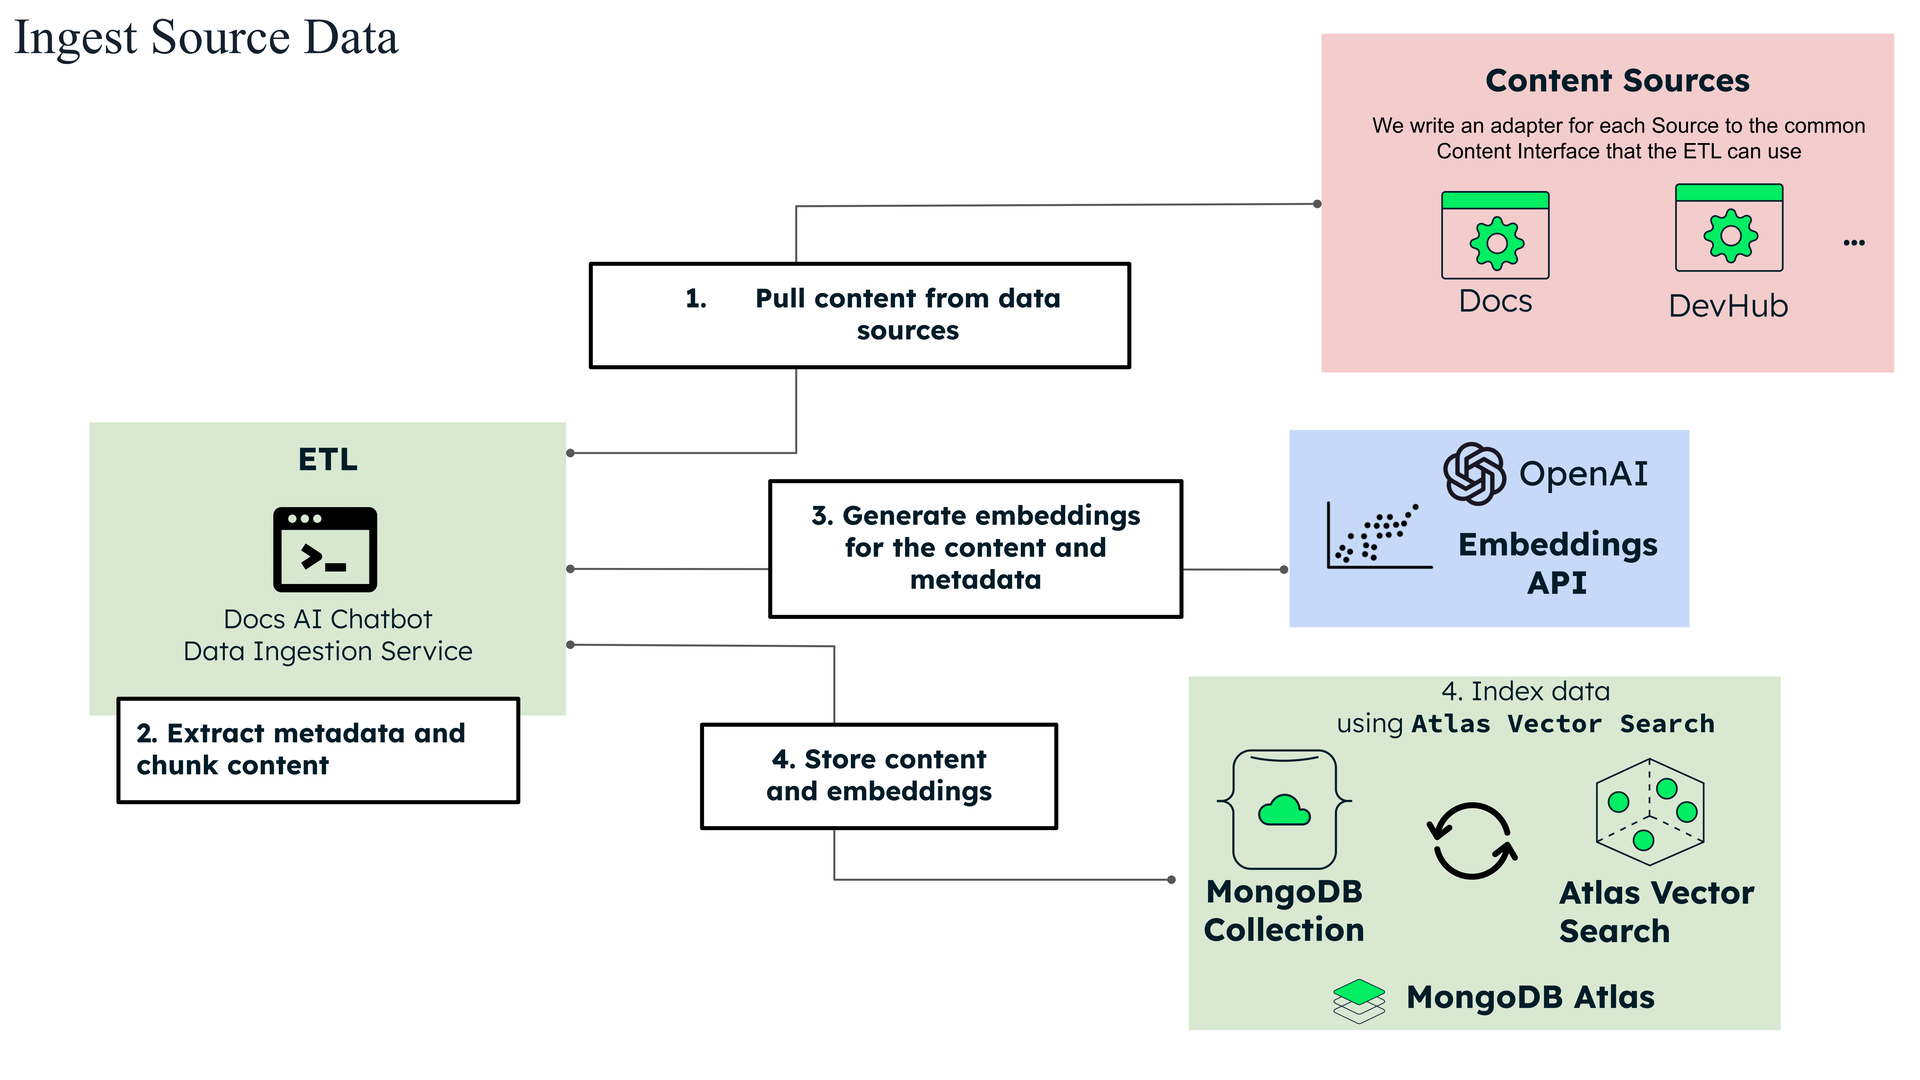 Ingest Source Data
Content Sources
We write an adapter for each Source to the common
Content Interface that the ETL can use
Docs
DevHub
...
1. Pull content from data
sources
ETL
Docs AI Chatbot
Data Ingestion Service
2. Extract metadata and
chunk content
3. Generate embeddings
for the content and
metadata
OpenAI
Embeddings
API
4. Store content
and embeddings
4. Index data
using Atlas Vector Search
MongoDB
Collection
Atlas Vector
Search
MongoDB Atlas